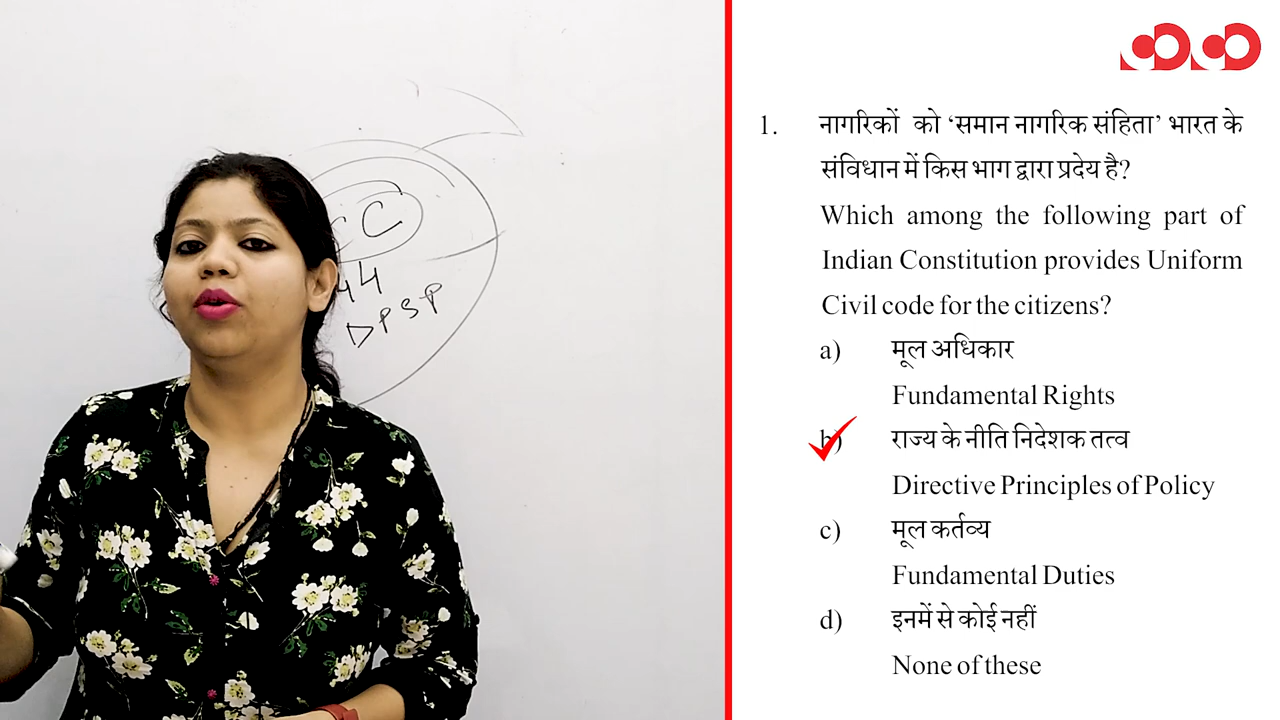 CC
44
DPSP
1. नागरिकों को ‘समान नागरिक संहिता’ भारत के
संविधान में किस भाग द्वारा प्रदेय है?
Which among the following part of
Indian Constitution provides Uniform
Civil code for the citizens?
a) मूल अधिकार
Fundamental Rights
b) राज्य के नीति निदेशक तत्व
Directive Principles of Policy
c) मूल कर्तव्य
Fundamental Duties
d) इनमें से कोई नहीं
None of these